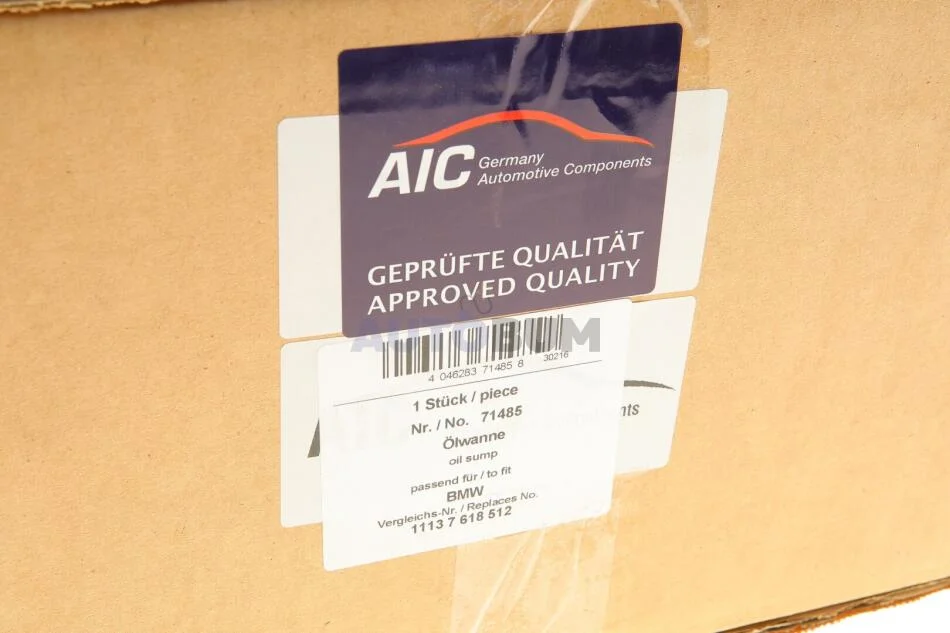 AIC Germany
Automotive Components
GEPRÜFTE QUALITÄT
APPROVED QUALITY
AUTOBUM
4 046283 71485 8
30216
1 Stück / piece
Nr. / No. 71485
Ölwanne
oil sump
passend für / to fit
BMW
Vergleichs-Nr. / Replaces No.
1113 7 618 512